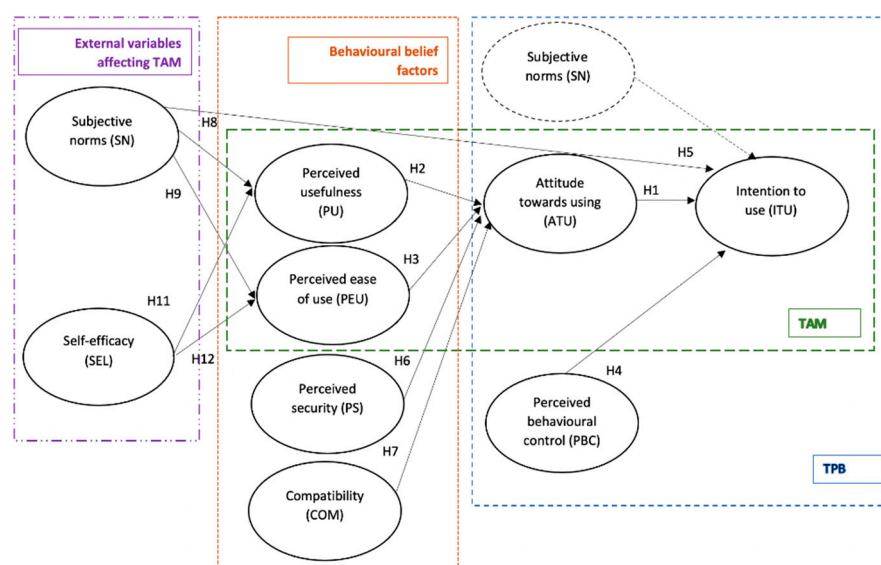 External variables
affecting TAM
Behavioural belief
factors
Subjective
norms (SN)
Subjective
norms (SN)
H8
H5
H9
Perceived
usefulness
(PU)
H2
Attitude
towards using
(ATU)
H1
Intention to
use (ITU)
Perceived ease
of use (PEU)
H3
H11
TAM
Self-efficacy
(SEL)
H12
H6
H4
Perceived
security (PS)
Perceived
behavioural
control (PBC)
H7
TPB
Compatibility
(COM)